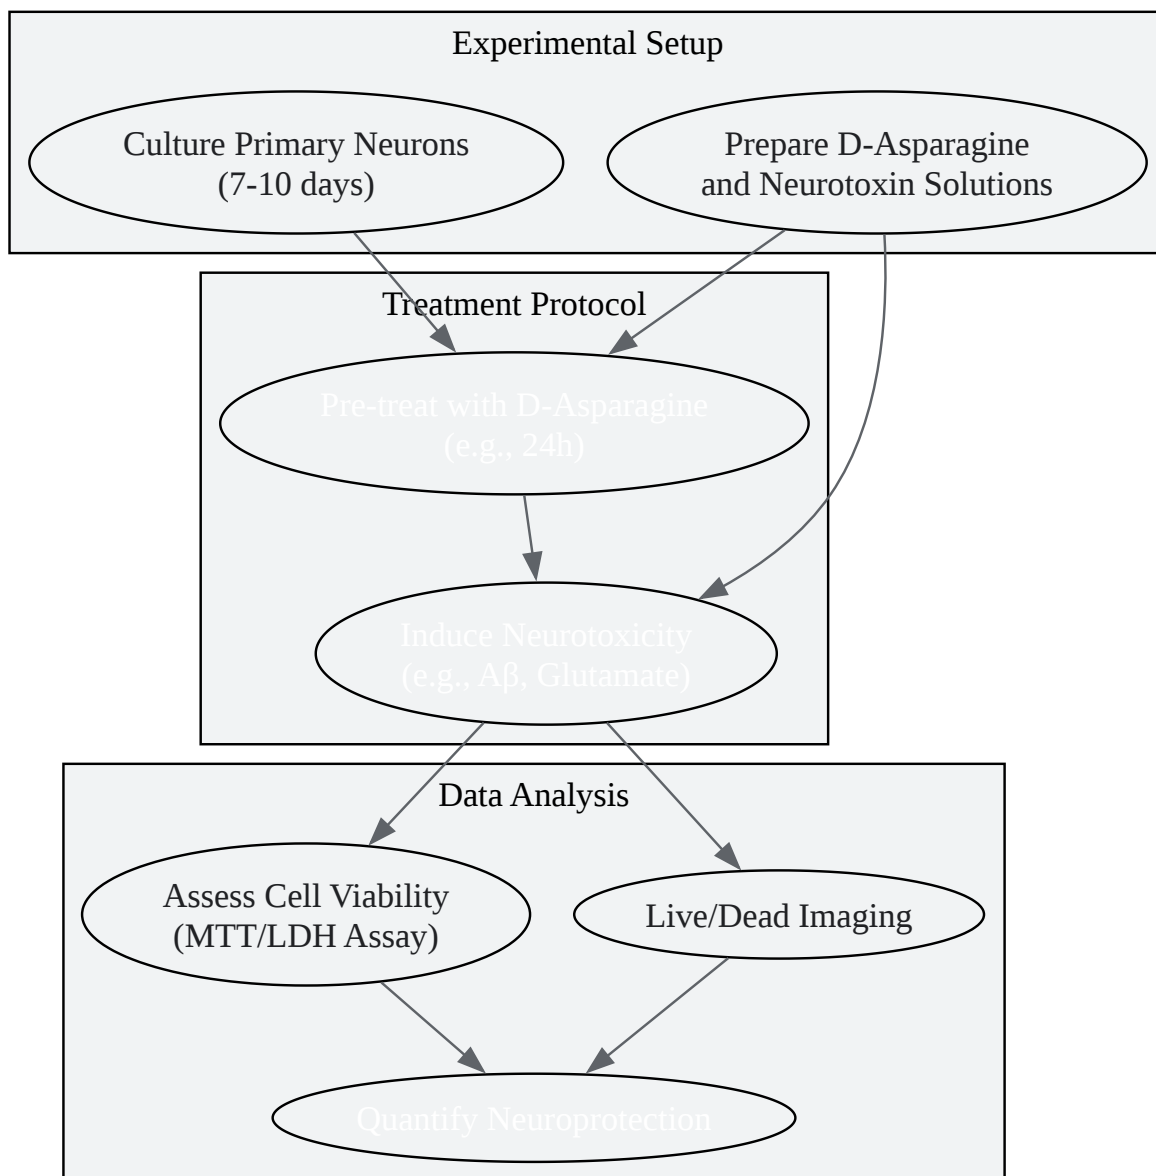 Experimental Setup
Culture Primary Neurons
(7-10 days)
Prepare D-Asparagine
and Neurotoxin Solutions
Treatment Protocol
Pre-treat with D-Asparagine
(e.g., 24h)
Induce Neurotoxicity
(e.g., Aβ, Glutamate)
Data Analysis
Assess Cell Viability
(MTT/LDH Assay)
Live/Dead Imaging
Quantify Neuroprotection